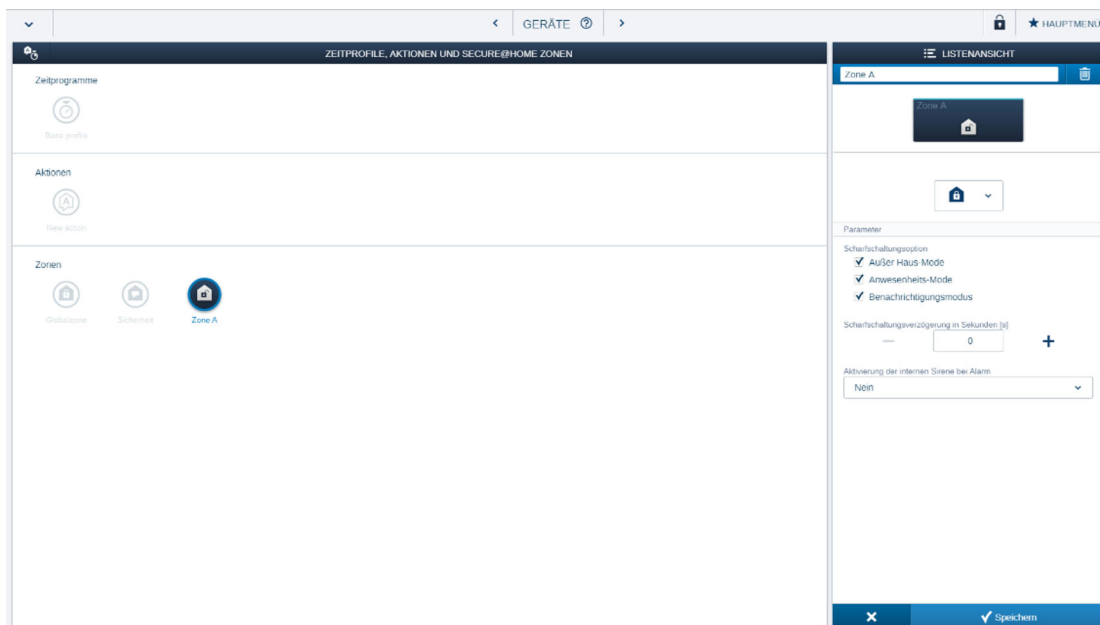 GERÄTE
HAUPTMENÜ
ZEITPROFILE, AKTIONEN UND SECURE@HOME ZONEN
Zeitprogramme
Base profile
Aktionen
New action
Zonen
Globalzone
Sicherheit
Zone A
LISTENANSICHT
Zone A
Zone A
Parameter
Scharfschaltungsoption
Außer Haus-Mode
Anwesenheits-Mode
Benachrichtigungsmodus
Scharfschaltungsverzögerung in Sekunden [s]
0
Aktivierung der internen Sirene bei Alarm
Nein
Speichern